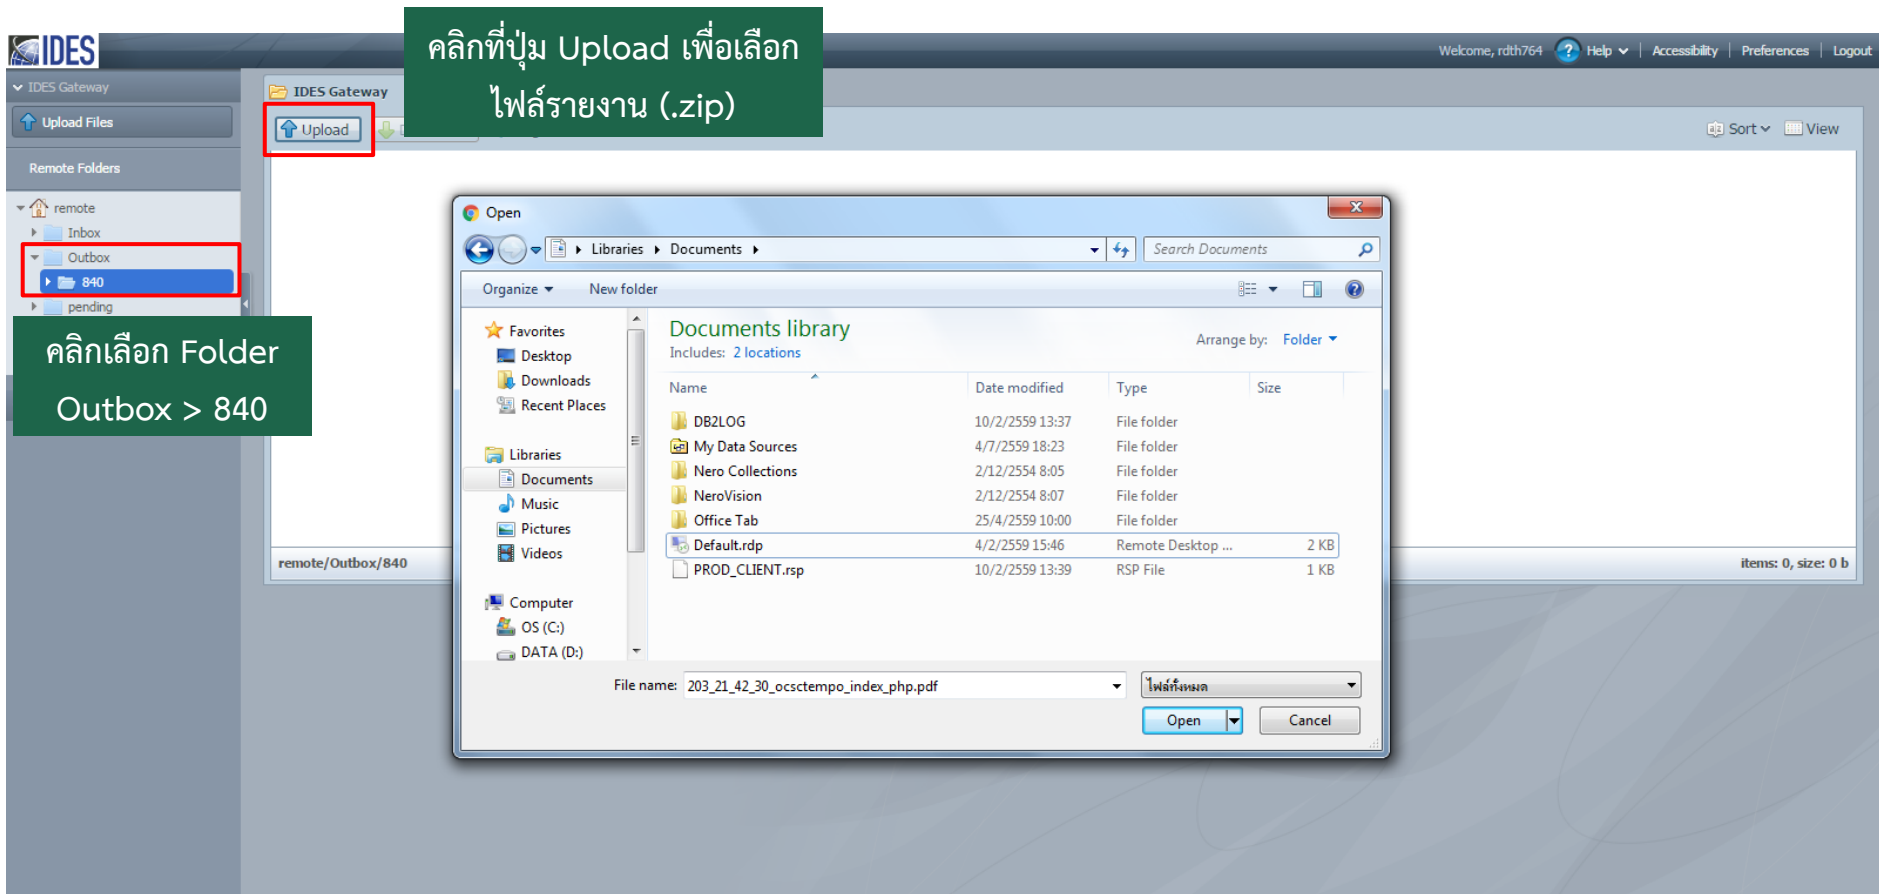 คลิกที่ปุ่ม Upload เพื่อเลือก
ไฟล์รายงาน (.zip)
IDES
Welcome, rdth764
Help
Accessibility
Preferences
Logout
IDES Gateway
Upload Files
Remote Folders
remote
Inbox
Outbox
840
pending
คลิกเลือก Folder
Outbox > 840
IDES Gateway
Upload
Sort
View
Open
Libraries
Documents
Search Documents
Organize
New folder
Favorites
Desktop
Downloads
Recent Places
Libraries
Documents
Music
Pictures
Videos
Computer
OS (C:)
DATA (D:)
Documents library
Includes: 2 locations
Arrange by: Folder
Name Date modified Type Size
DB2LOG 10/2/2559 13:37 File folder
My Data Sources 4/7/2559 18:23 File folder
Nero Collections 2/12/2554 8:05 File folder
NeroVision 2/12/2554 8:07 File folder
Office Tab 25/4/2559 10:00 File folder
Default.rdp 4/2/2559 15:46 Remote Desktop ... 2 KB
PROD_CLIENT.rsp 10/2/2559 13:39 RSP File 1 KB
File name: 203_21_42_30_ocsctempo_index_php.pdf
ไฟล์ทั้งหมด
Open
Cancel
remote/Outbox/840
items: 0, size: 0 b